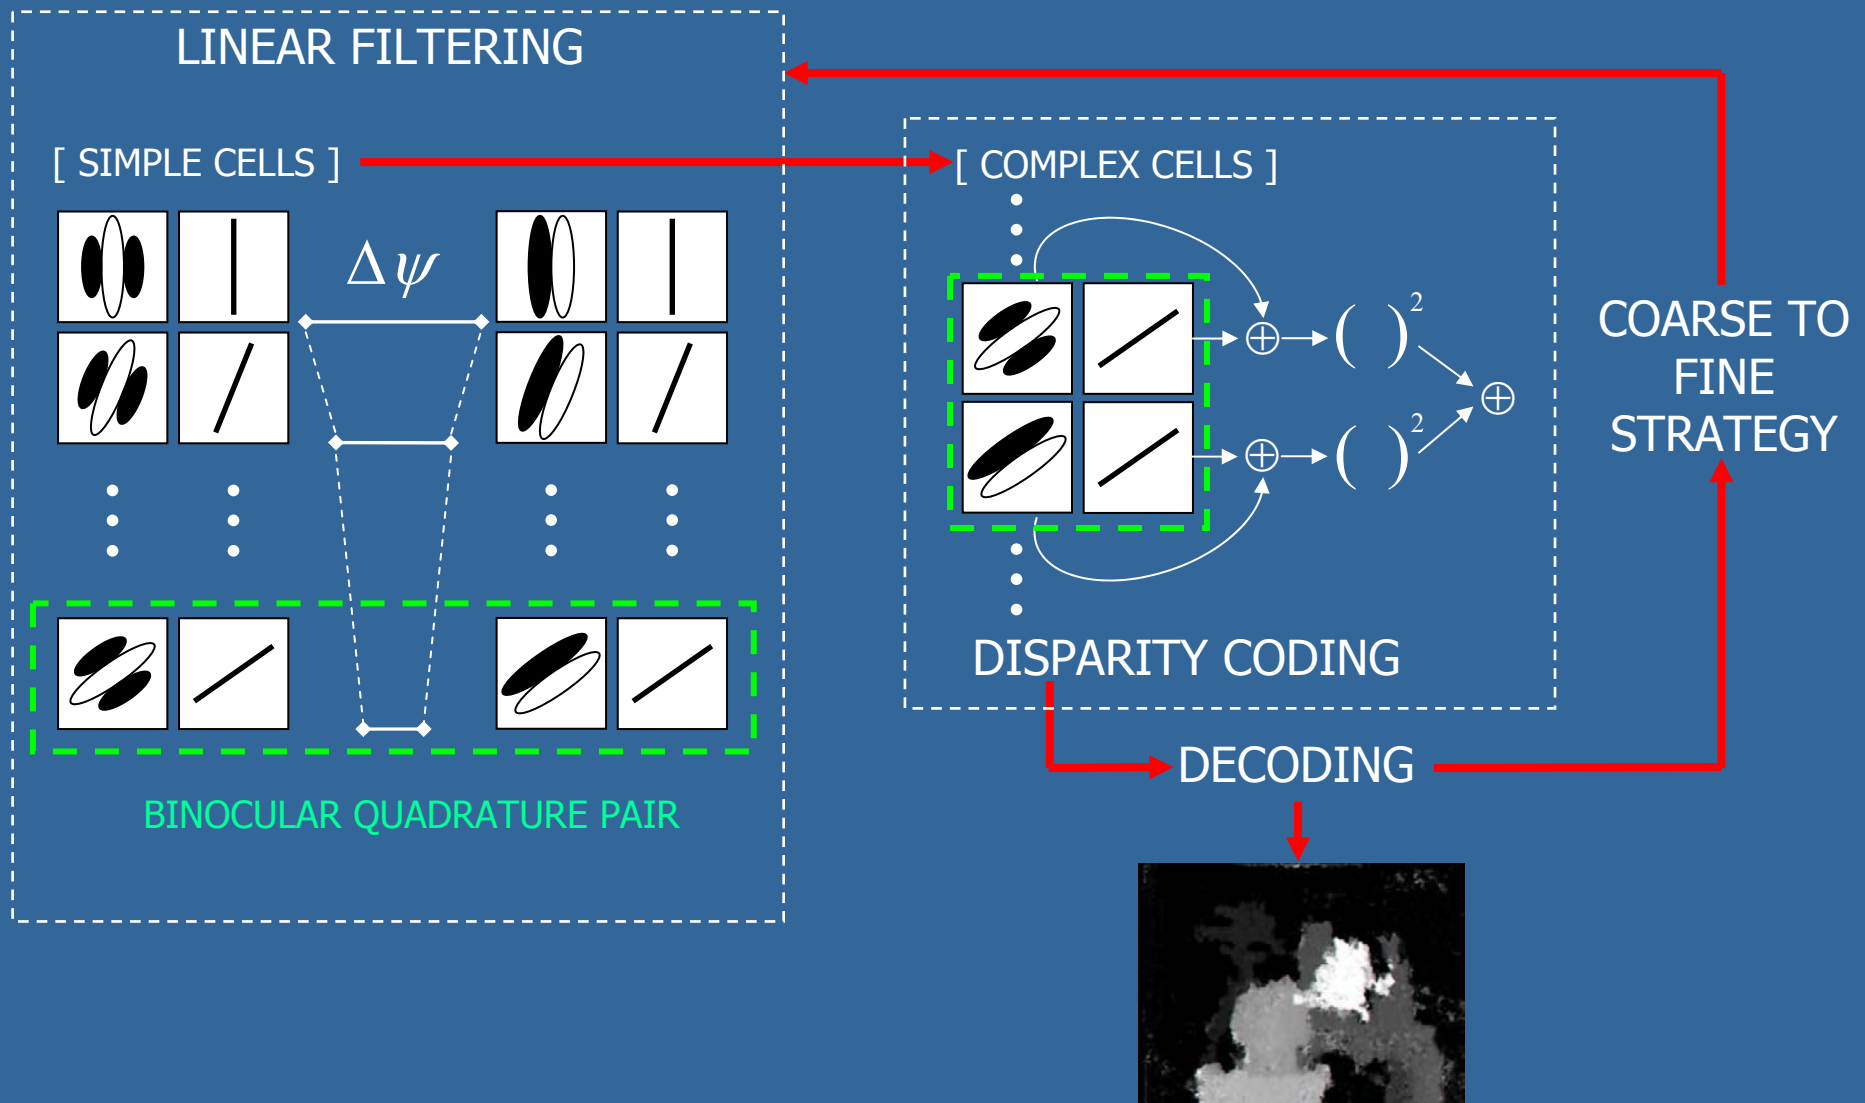 LINEAR FILTERING
[ SIMPLE CELLS ]
Δψ
BINOCULAR QUADRATURE PAIR
[ COMPLEX CELLS ]
( )²
( )²
DISPARITY CODING
DECODING
COARSE TO
FINE
STRATEGY